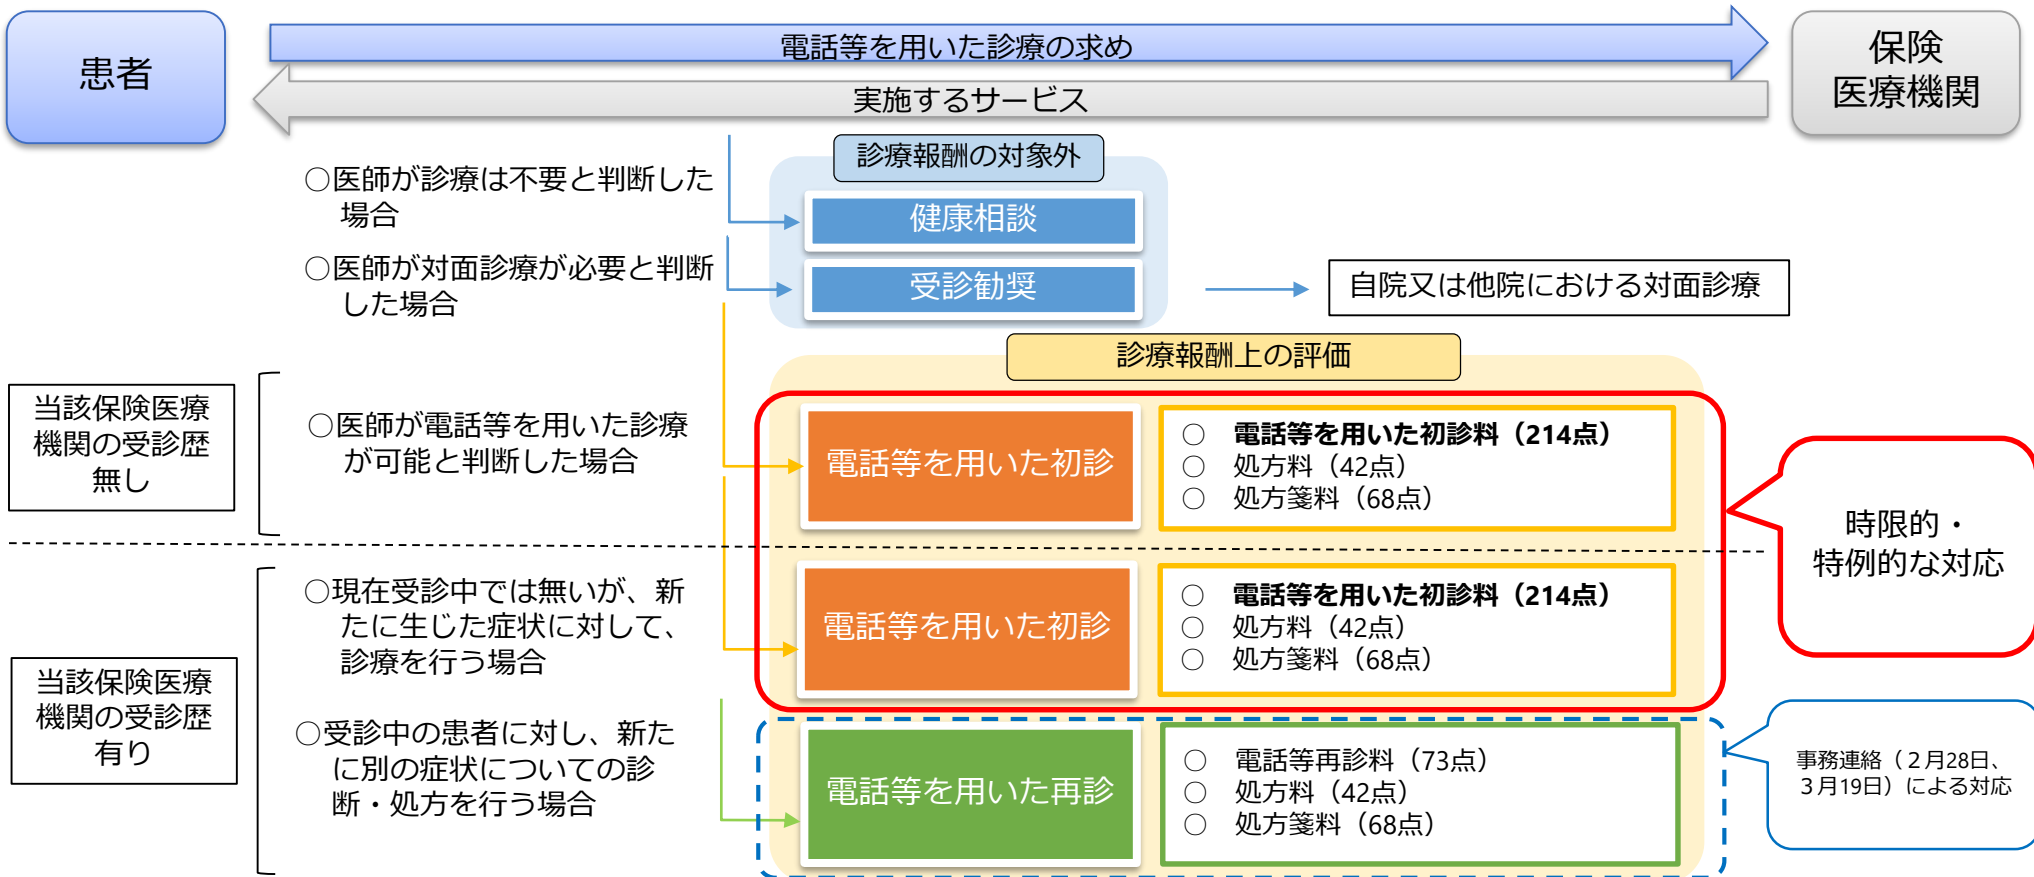 患者
電話等を用いた診療の求め
実施するサービス
保険
医療機関
診療報酬の対象外
○医師が診療は不要と判断した
場合
健康相談
○医師が対面診療が必要と判断
した場合
受診勧奨
自院又は他院における対面診療
診療報酬上の評価
当該保険医療
機関の受診歴
無し
○医師が電話等を用いた診療
が可能と判断した場合
電話等を用いた初診
○ 電話等を用いた初診料（214点）
○ 処方料（42点）
○ 処方箋料（68点）
時限的・
特例的な対応
当該保険医療
機関の受診歴
有り
○現在受診中では無いが、新
たに生じた症状に対して、
診療を行う場合
電話等を用いた初診
○ 電話等を用いた初診料（214点）
○ 処方料（42点）
○ 処方箋料（68点）
○受診中の患者に対し、新た
に別の症状についての診
断・処方を行う場合
電話等を用いた再診
○ 電話等再診料（73点）
○ 処方料（42点）
○ 処方箋料（68点）
事務連絡（２月28日、
３月19日）による対応